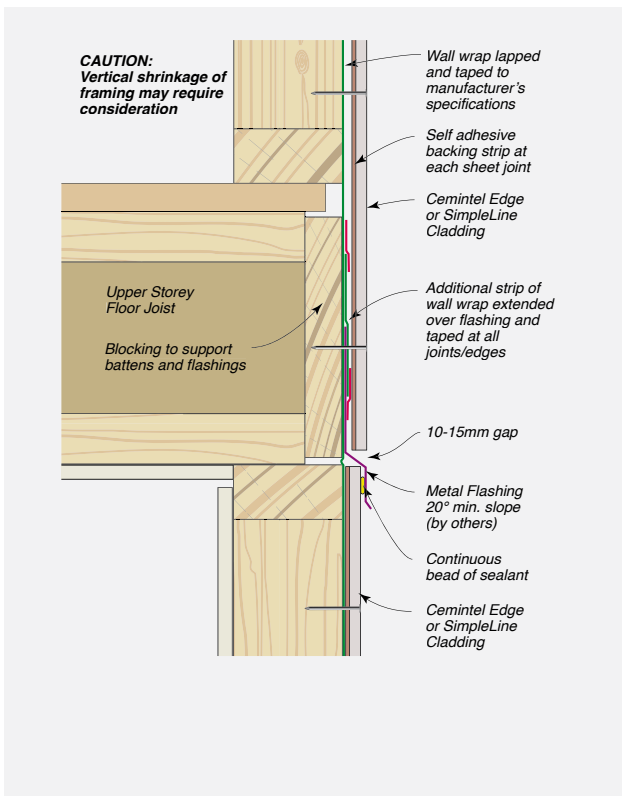 CAUTION:
Vertical shrinkage of
framing may require
consideration
Wall wrap lapped
and taped to
manufacturer's
specifications
Self adhesive
backing strip at
each sheet joint
Cemintel Edge
or SimpleLine
Cladding
Upper Storey
Floor Joist
Blocking to support
battens and flashings
Additional strip of
wall wrap extended
over flashing and
taped at all
joints/edges
10-15mm gap
Metal Flashing
20° min. slope
(by others)
Continuous
bead of sealant
Cemintel Edge
or SimpleLine
Cladding